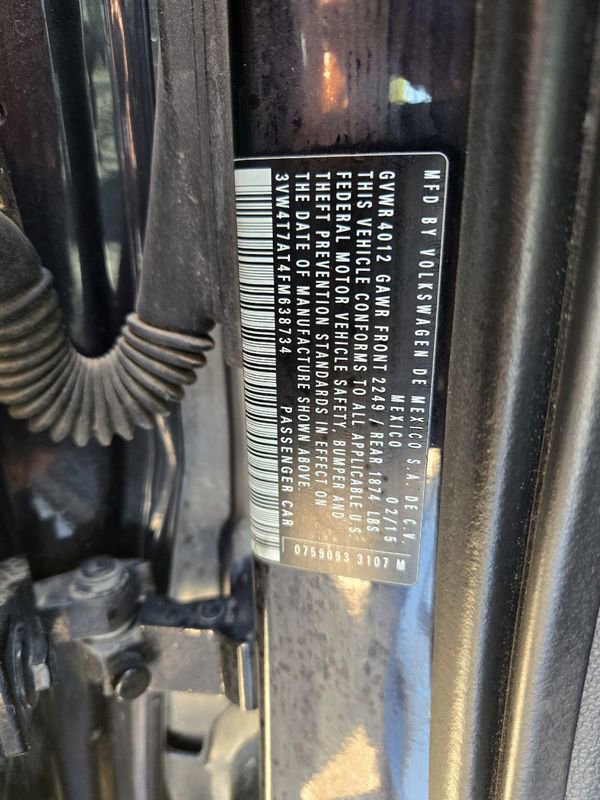 MFD BY VOLKSWAGEN DE MEXICO S.A. DE C.V.
MEXICO 02/15
GVWR 4012 GAWR FRONT 2249 / REAR 1874 LBS
THIS VEHICLE CONFORMS TO ALL APPLICABLE U.S.
FEDERAL MOTOR VEHICLE SAFETY, BUMPER AND
THEFT PREVENTION STANDARDS IN EFFECT ON
THE DATE OF MANUFACTURE SHOWN ABOVE.
3VW4T7AT4FM638734 PASSENGER CAR
0759093 3107 M